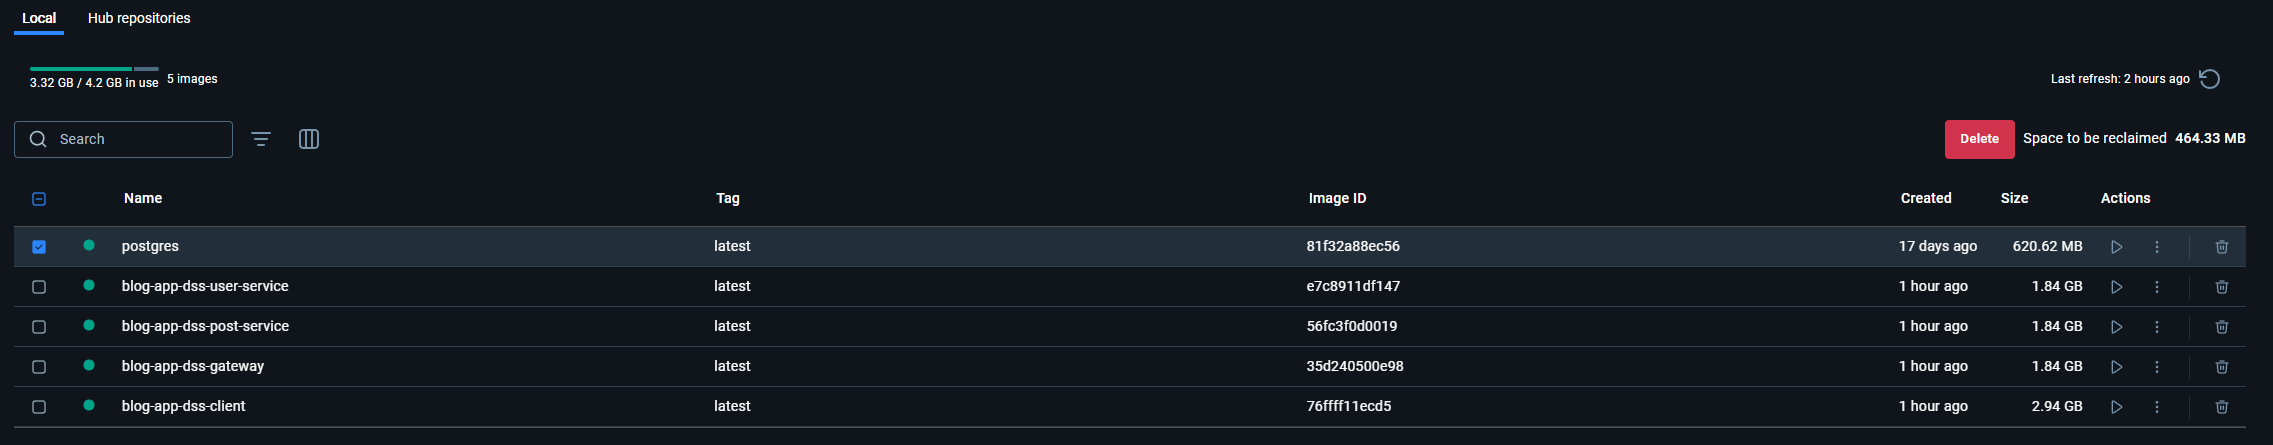 Local Hub repositories
3.32 GB / 4.2 GB in use 5 images
Last refresh: 2 hours ago
Search
Delete Space to be reclaimed 464.33 MB
Name Tag Image ID Created Size Actions
postgres latest 81f32a88ec56 17 days ago 620.62 MB
blog-app-dss-user-service latest e7c8911df147 1 hour ago 1.84 GB
blog-app-dss-post-service latest 56fc3f0d0019 1 hour ago 1.84 GB
blog-app-dss-gateway latest 35d240500e98 1 hour ago 1.84 GB
blog-app-dss-client latest 76ffff11ecd5 1 hour ago 2.94 GB